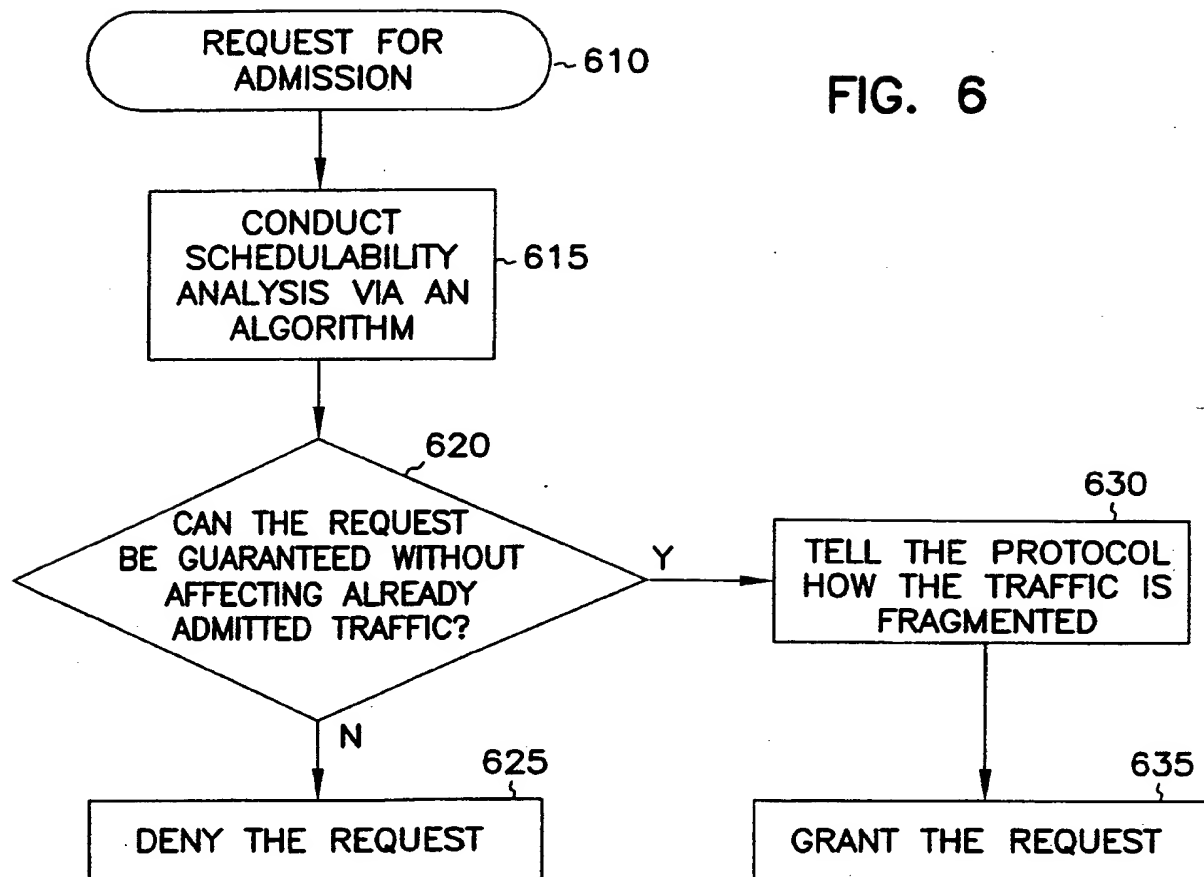 REQUEST FOR
ADMISSION
610
FIG. 6
CONDUCT
SCHEDULABILITY
ANALYSIS VIA AN
ALGORITHM
615
620
CAN THE REQUEST
BE GUARANTEED WITHOUT
AFFECTING ALREADY
ADMITTED TRAFFIC?
Y
N
630
TELL THE PROTOCOL
HOW THE TRAFFIC IS
FRAGMENTED
625
DENY THE REQUEST
635
GRANT THE REQUEST